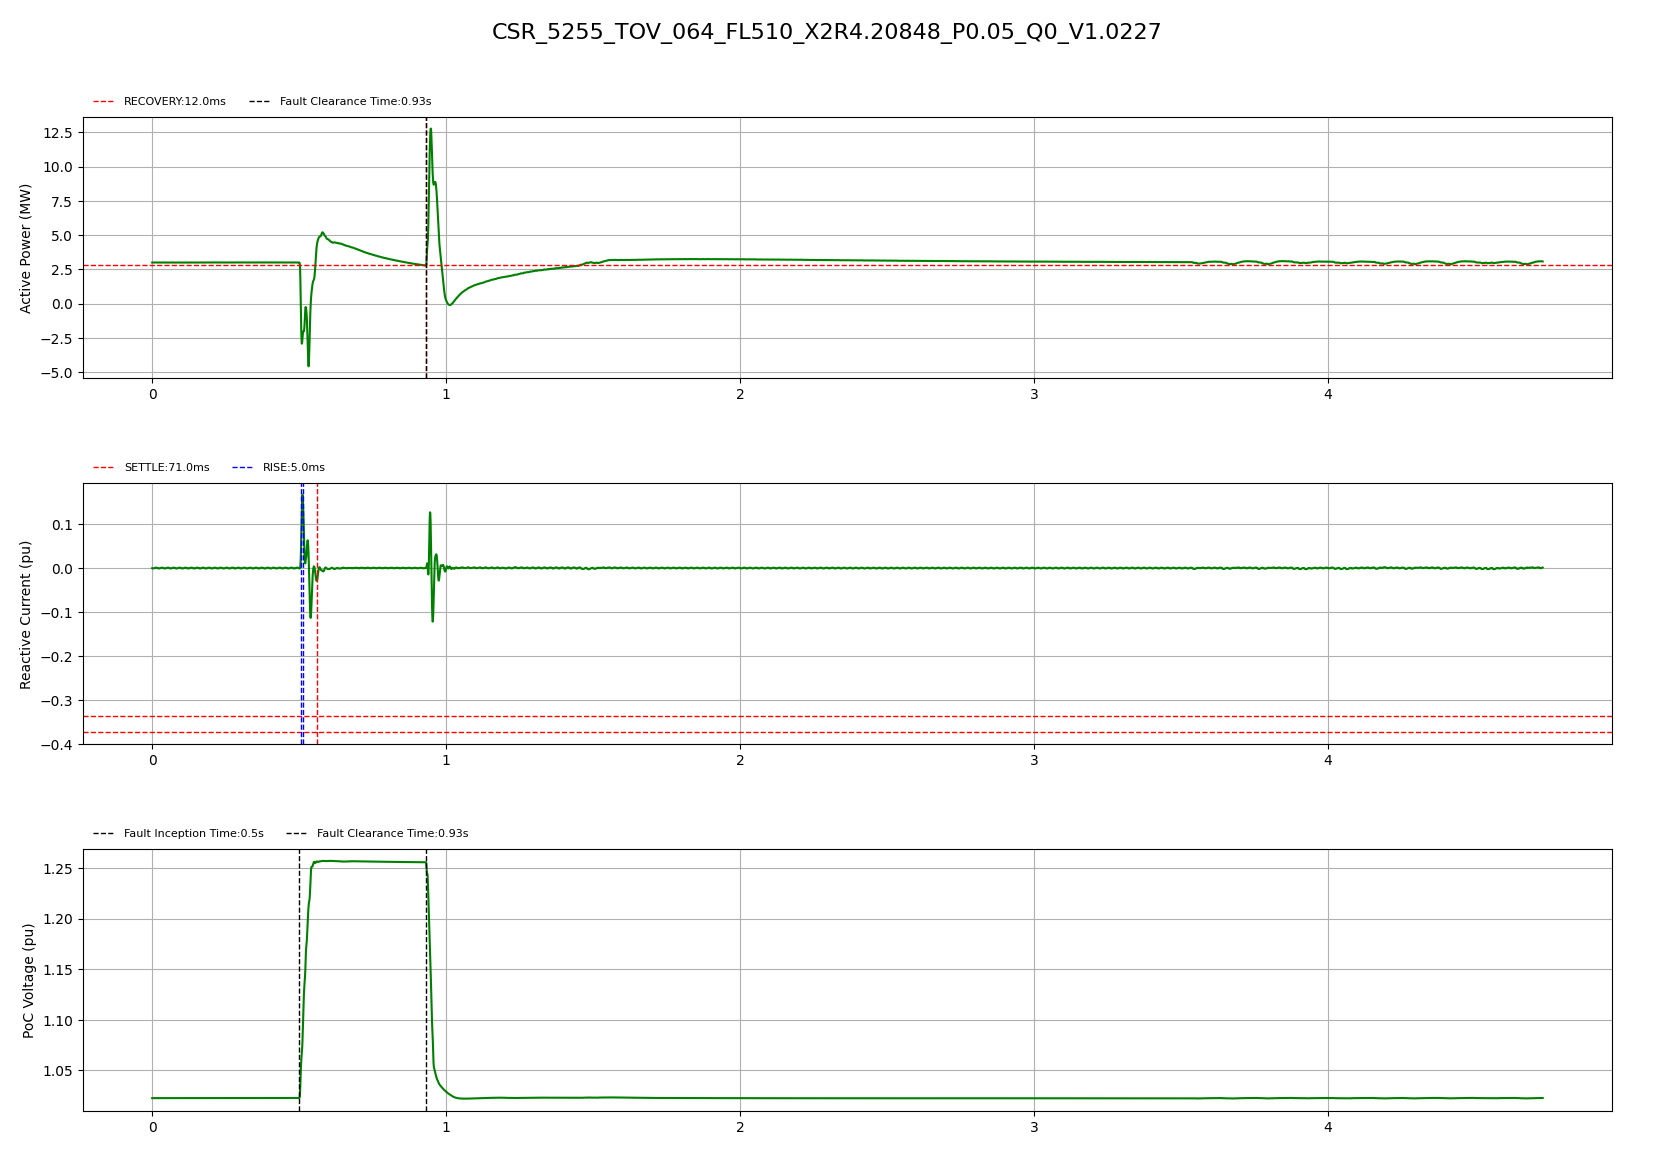 CSR_5255_TOV_064_FL510_X2R4.20848_P0.05_Q0_V1.0227
RECOVERY:12.0ms Fault Clearance Time:0.93s
Active Power (MW)
12.5
10.0
7.5
5.0
2.5
0.0
−2.5
−5.0
0 1 2 3 4
SETTLE:71.0ms RISE:5.0ms
Reactive Current (pu)
0.1
0.0
−0.1
−0.2
−0.3
−0.4
0 1 2 3 4
Fault Inception Time:0.5s Fault Clearance Time:0.93s
PoC Voltage (pu)
1.25
1.20
1.15
1.10
1.05
0 1 2 3 4